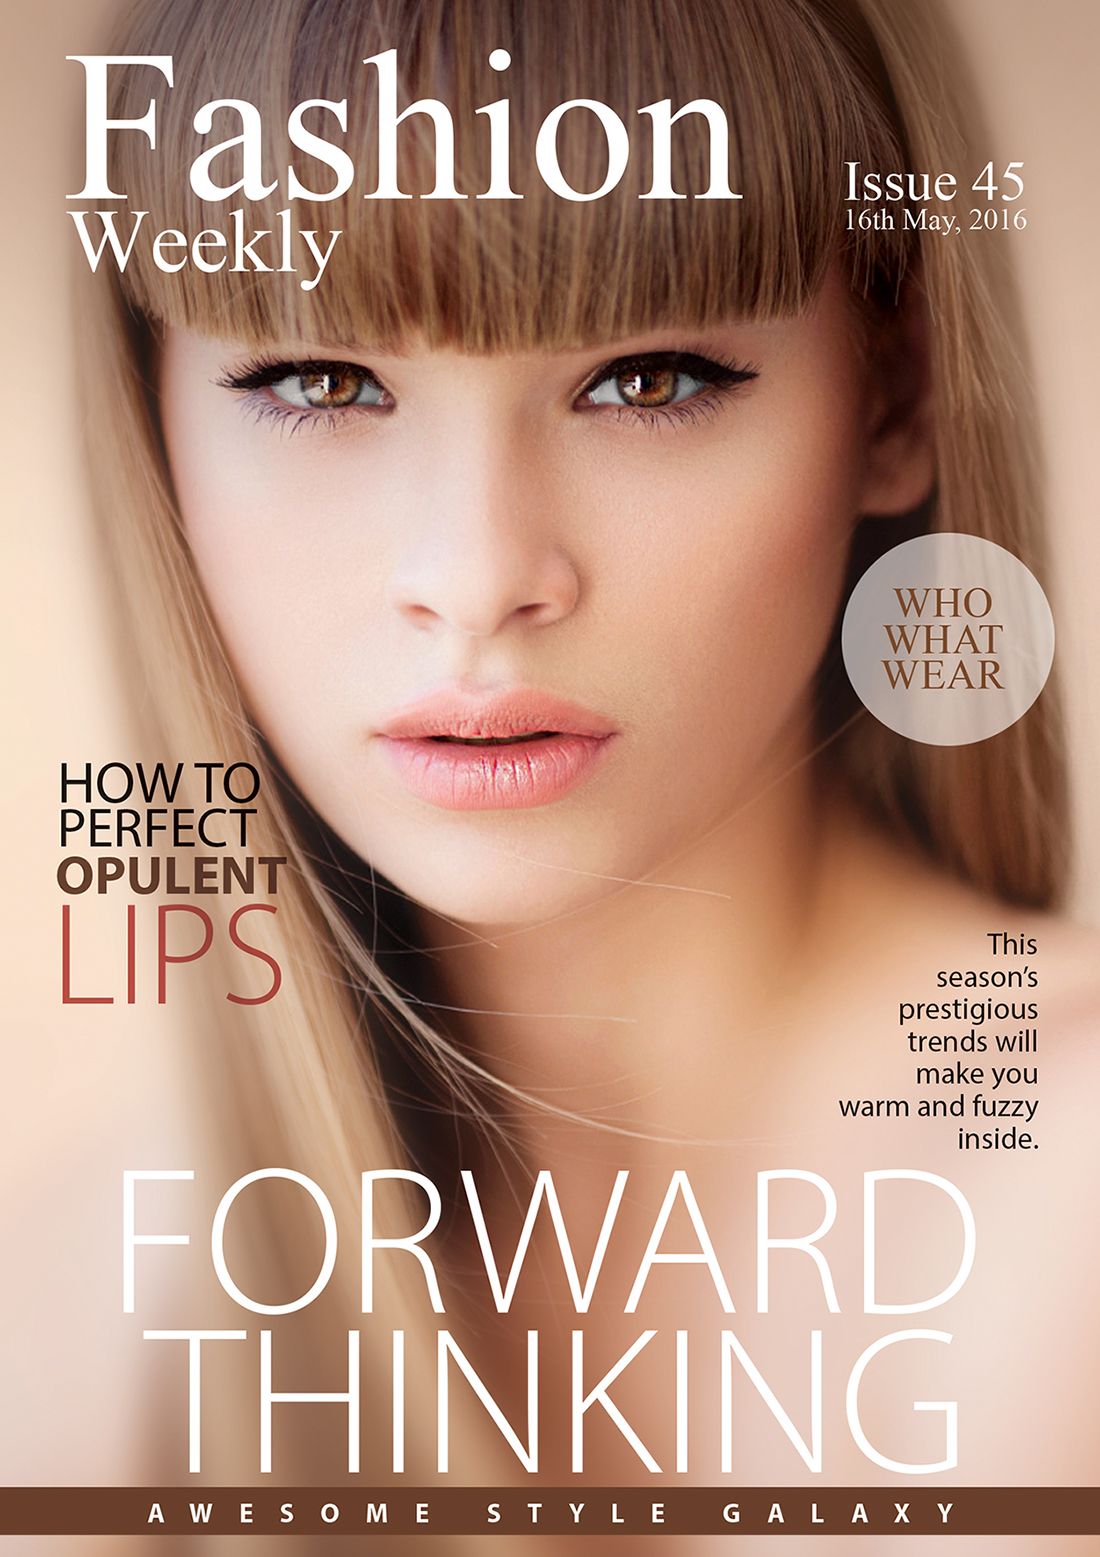 Fashion
Weekly
Issue 45
16th May, 2016
WHO
WHAT
WEAR
HOW TO
PERFECT
OPULENT
LIPS
This
season's
prestigious
trends will
make you
warm and fuzzy
inside.
FORWARD
THINKING
AWESOME STYLE GALAXY